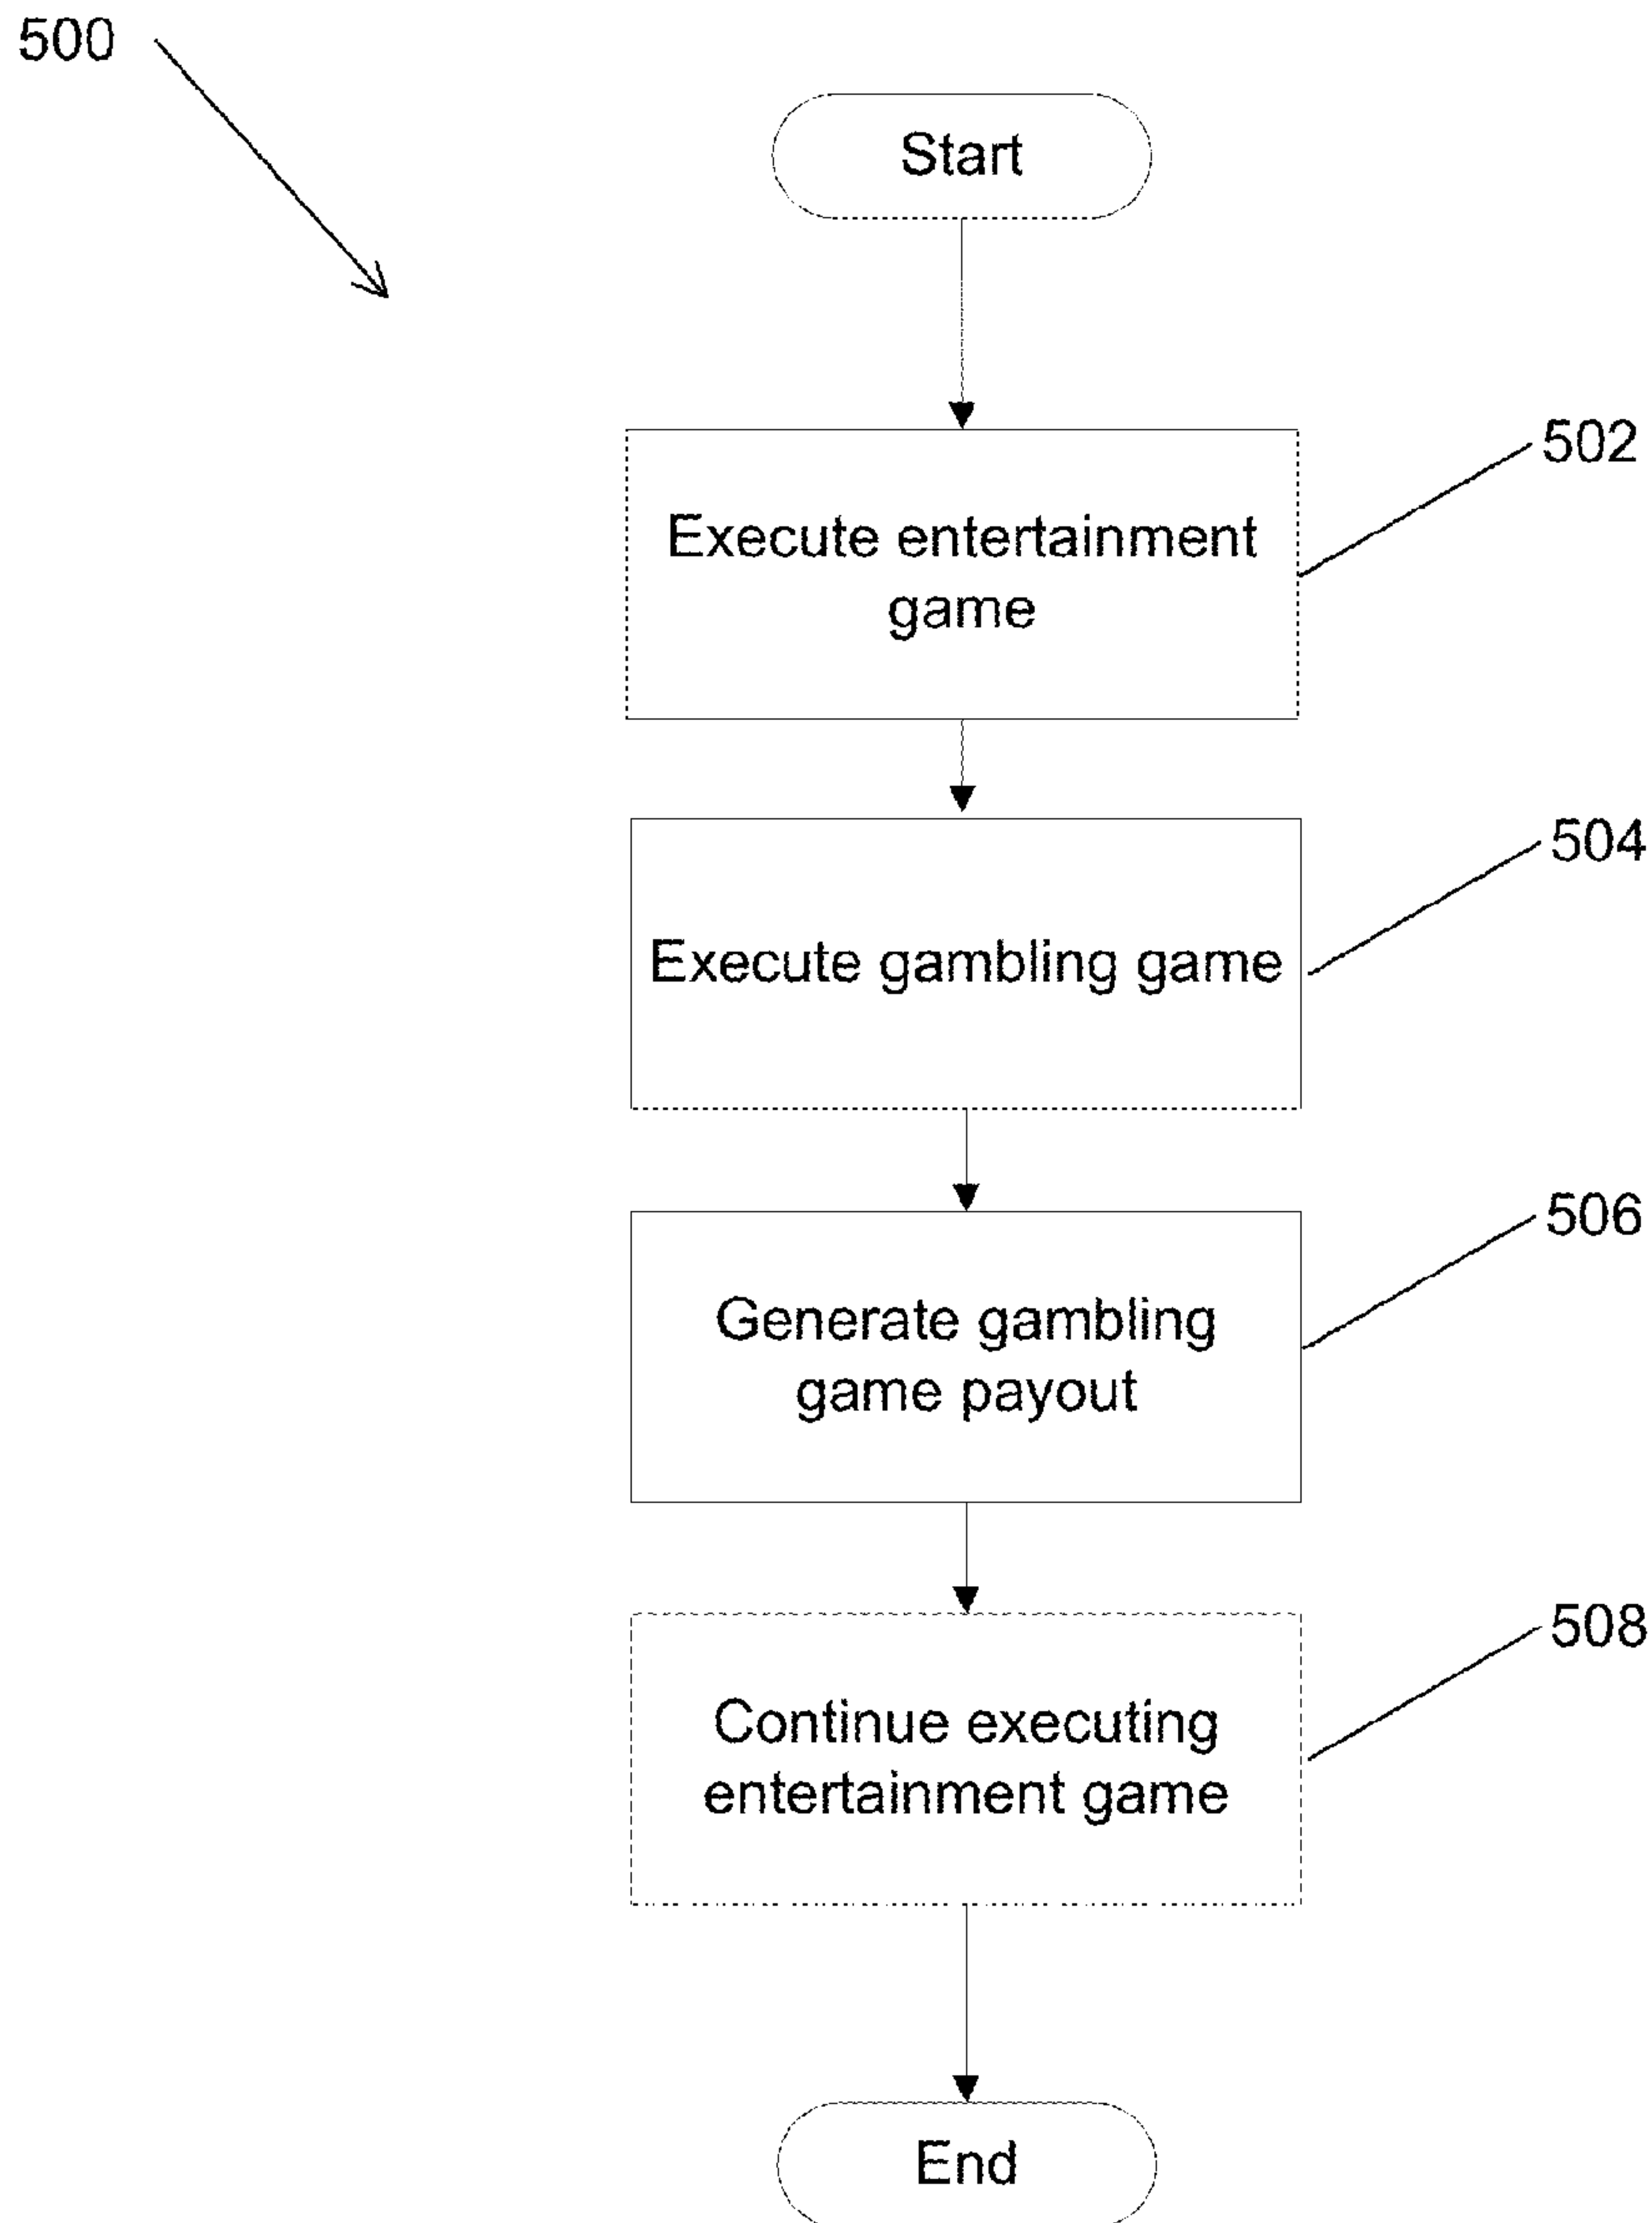 500
Start
502
Execute entertainment
game
504
Execute gambling game
506
Generate gambling
game payout
508
Continue executing
entertainment game
End